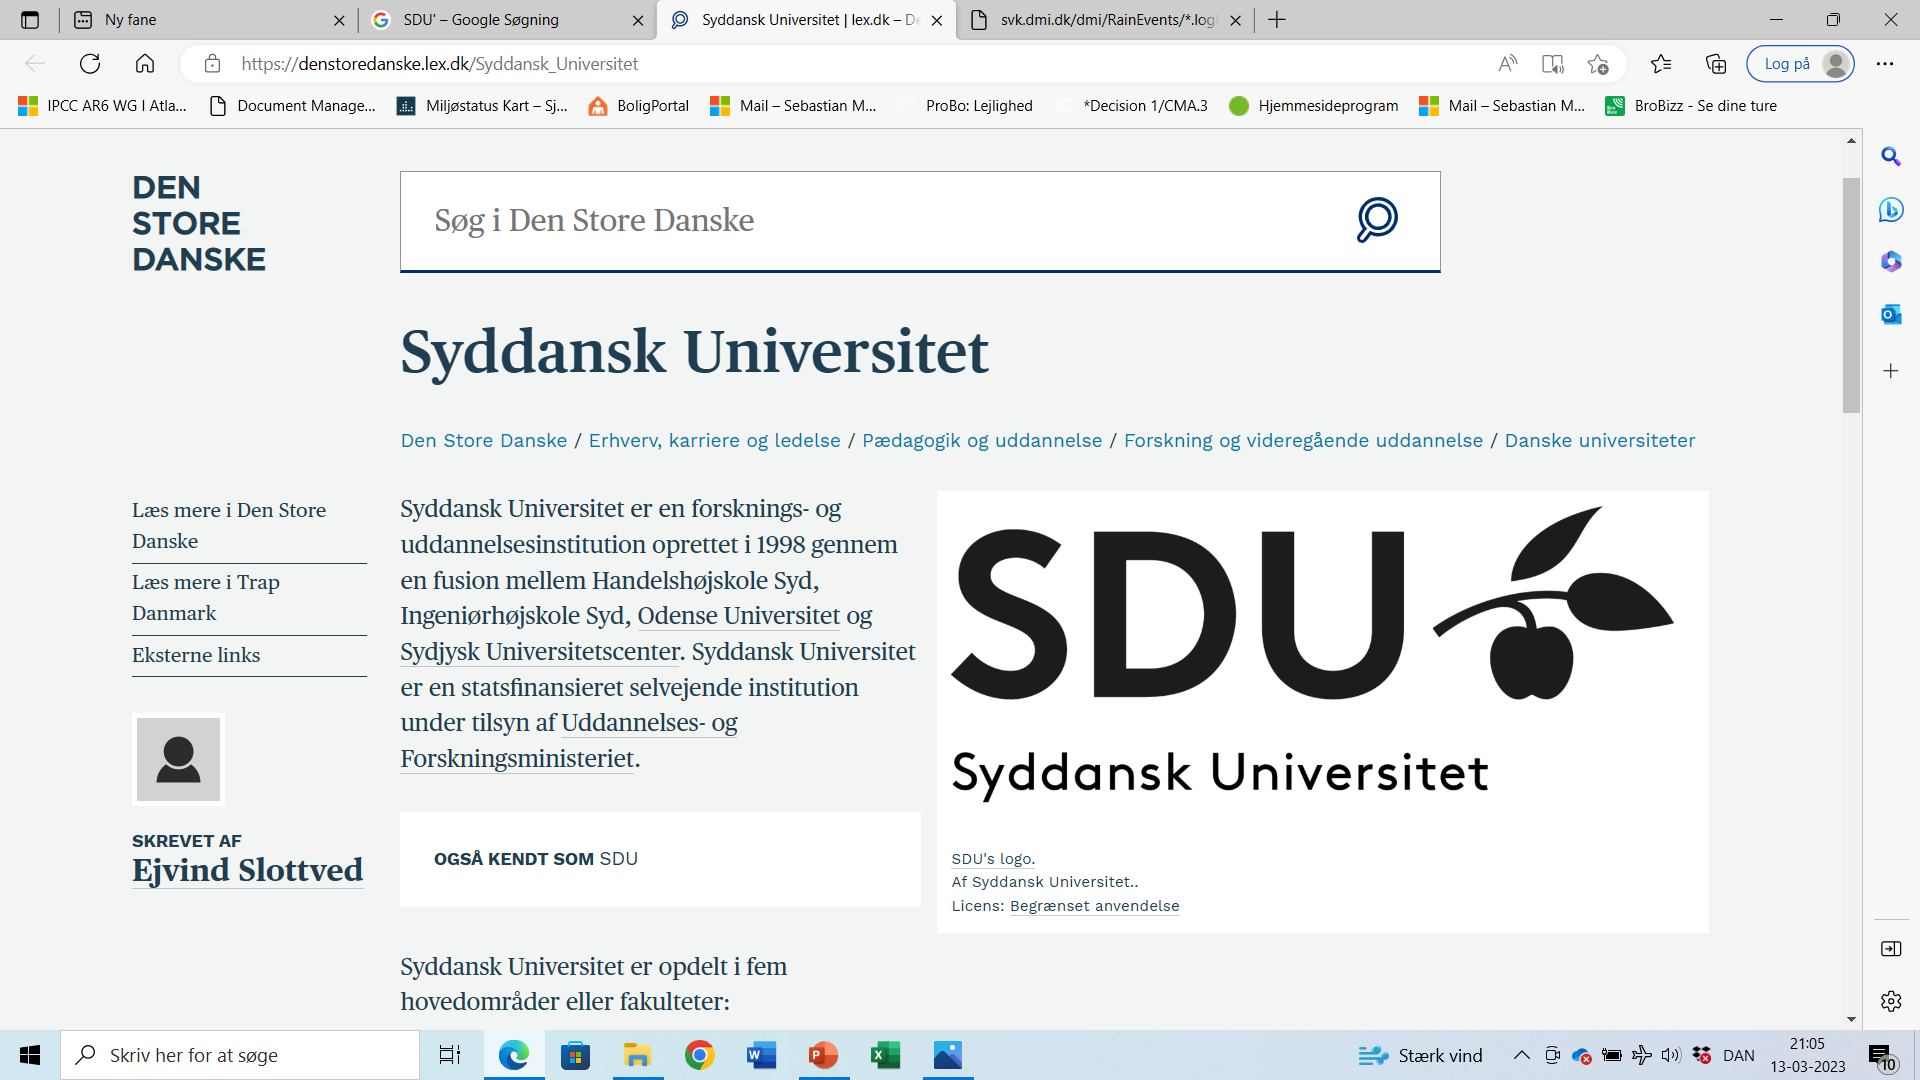 Ny fane
SDU' – Google Søgning
Syddansk Universitet | lex.dk – De
svk.dmi.dk/dmi/RainEvents/*.logi
https://denstoredanske.lex.dk/Syddansk_Universitet
Log på
IPCC AR6 WG I Atla...
Document Manage...
Miljøstatus Kart – Sj...
BoligPortal
Mail – Sebastian M...
ProBo: Lejlighed
*Decision 1/CMA.3
Hjemmesideprogram
Mail – Sebastian M...
BroBizz - Se dine ture
DEN
STORE
DANSKE
Søg i Den Store Danske
Syddansk Universitet
Den Store Danske / Erhverv, karriere og ledelse / Pædagogik og uddannelse / Forskning og videregående uddannelse / Danske universiteter
Læs mere i Den Store
Danske
Læs mere i Trap
Danmark
Eksterne links
SKREVET AF
Ejvind Slottved
Syddansk Universitet er en forsknings- og
uddannelsesinstitution oprettet i 1998 gennem
en fusion mellem Handelshøjskole Syd,
Ingeniørhøjskole Syd, Odense Universitet og
Sydjysk Universitetscenter. Syddansk Universitet
er en statsfinansieret selvejende institution
under tilsyn af Uddannelses- og
Forskningsministeriet.
OGSÅ KENDT SOM SDU
Syddansk Universitet er opdelt i fem
hovedområder eller fakulteter:
SDU
Syddansk Universitet
SDU's logo.
Af Syddansk Universitet..
Licens: Begrænset anvendelse
Skriv her for at søge
Stærk vind
DAN
21:05
13-03-2023
10